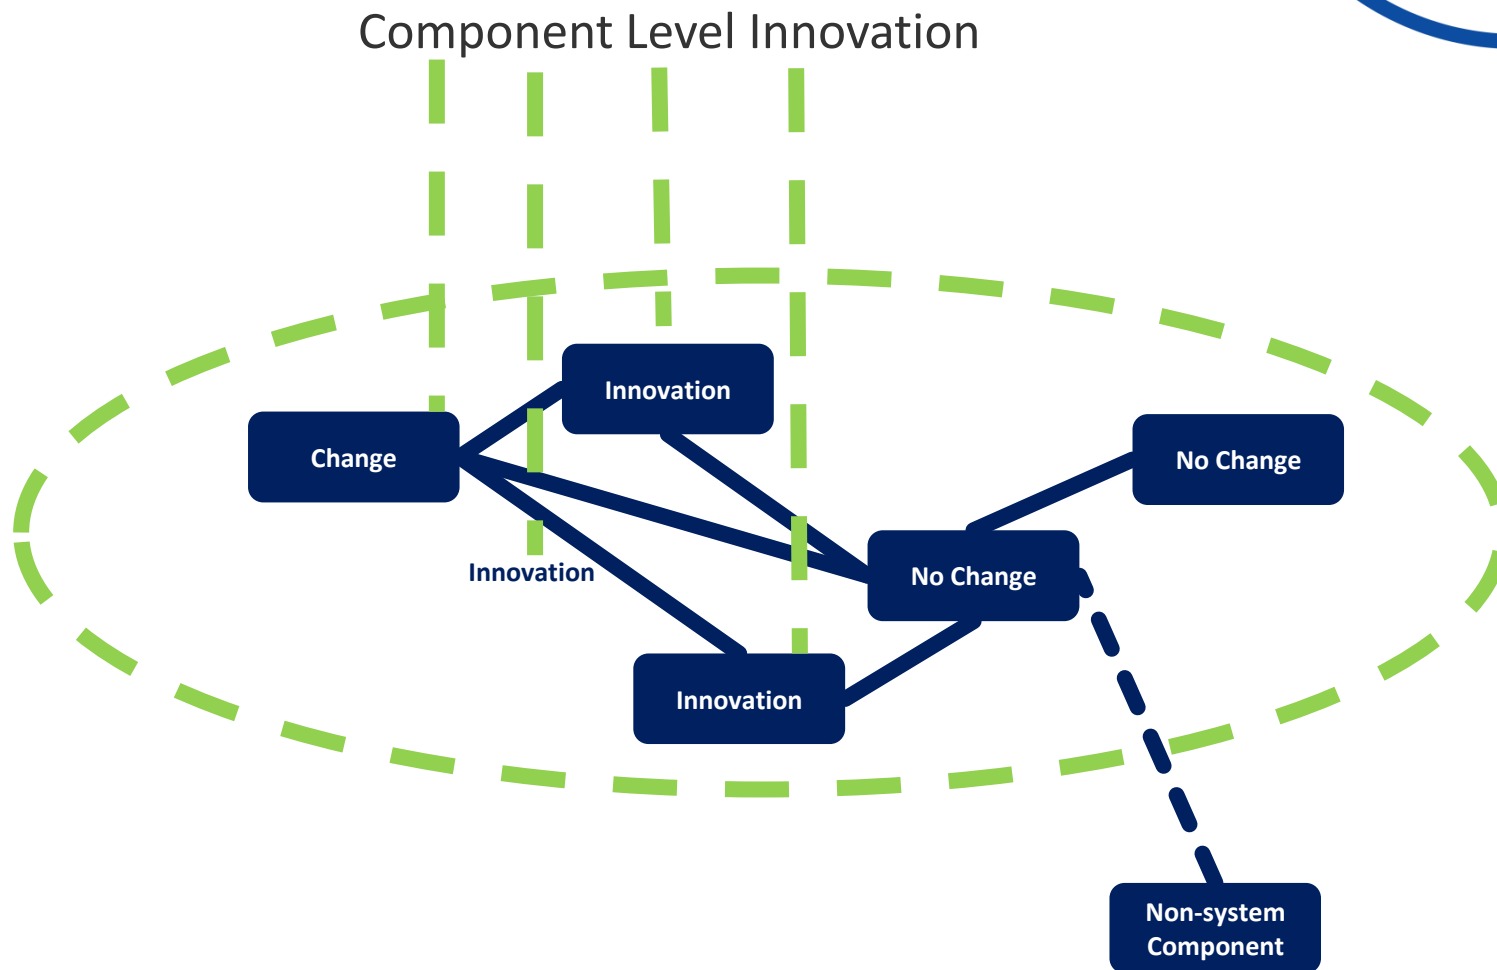 Component Level Innovation
Innovation
Change
No Change
No Change
Innovation
Innovation
Non-system
Component